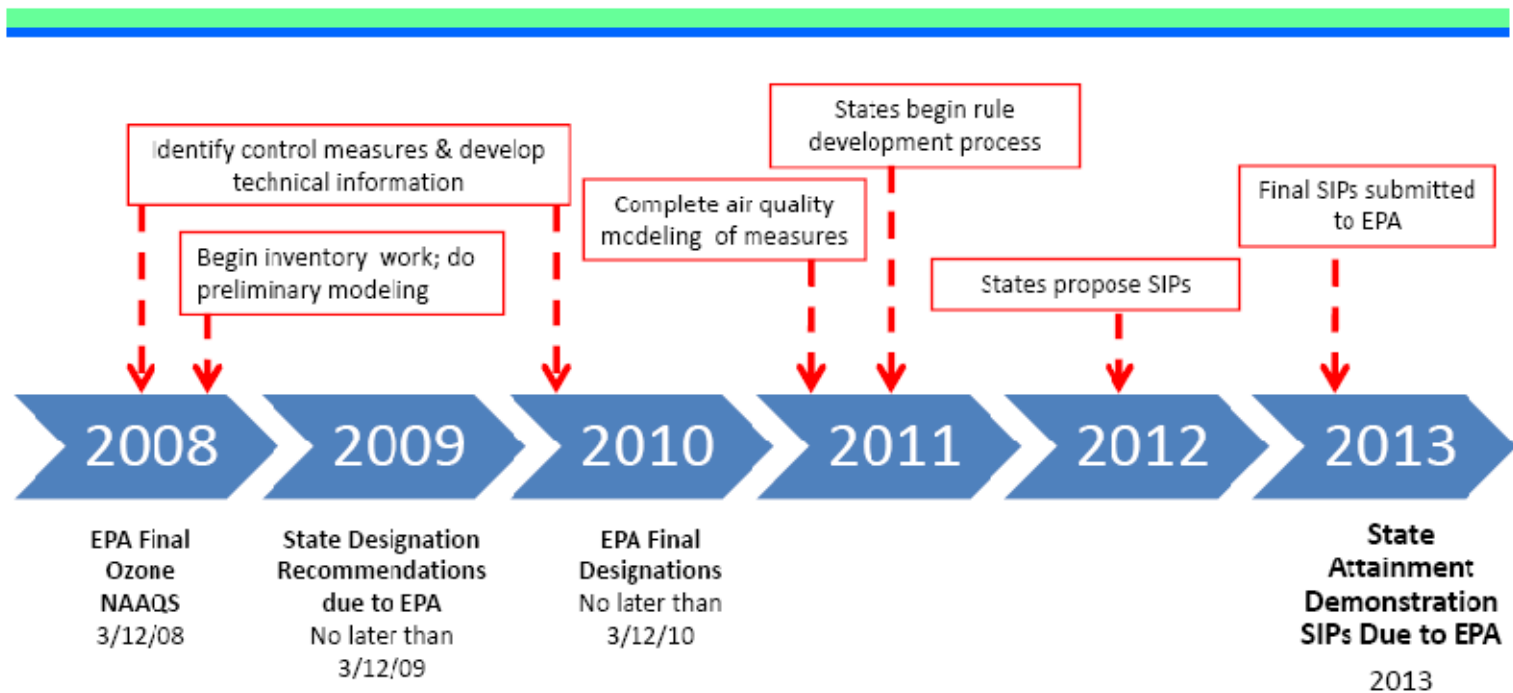 States begin rule
development process
Identify control measures & develop
technical information
Final SIPs submitted
to EPA
Complete air quality
modeling of measures
Begin inventory work; do
preliminary modeling
States propose SIPs
2008
2009
2010
2011
2012
2013
EPA Final
Ozone
NAAQS
3/12/08
State Designation
Recommendations
due to EPA
No later than
3/12/09
EPA Final
Designations
No later than
3/12/10
State
Attainment
Demonstration
SIPs Due to EPA
2013